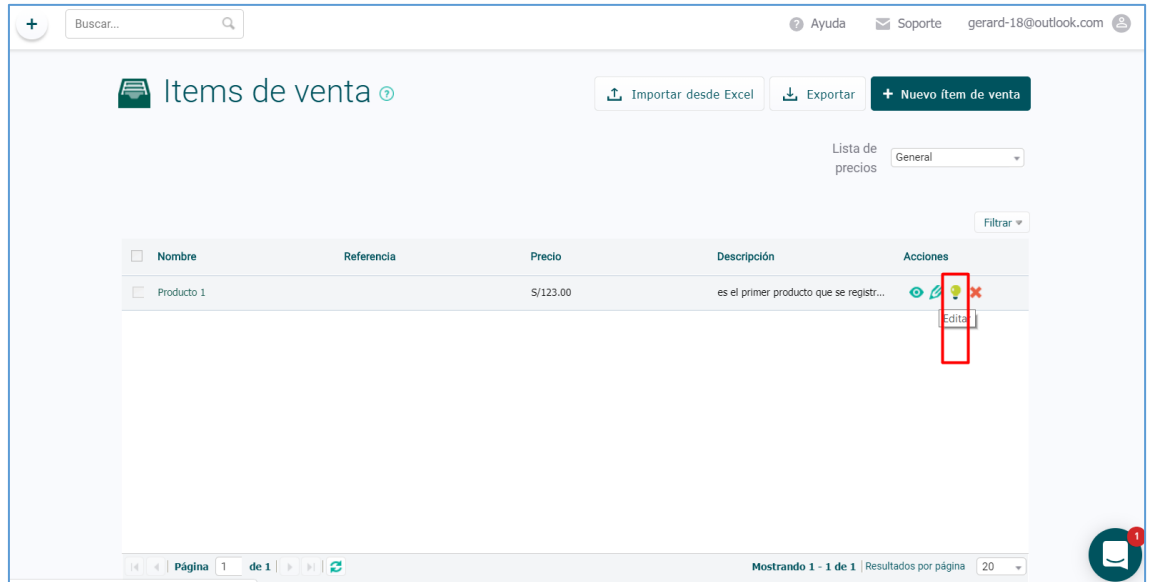 + Buscar... Ayuda Soporte gerard-18@outlook.com
Items de venta ?
Importar desde Excel Exportar + Nuevo ítem de venta
Lista de
precios General
Filtrar
Nombre Referencia Precio Descripción Acciones
Producto 1 S/123.00 es el primer producto que se registr...
Editar
Página 1 de 1 Mostrando 1 - 1 de 1 Resultados por página 20
1